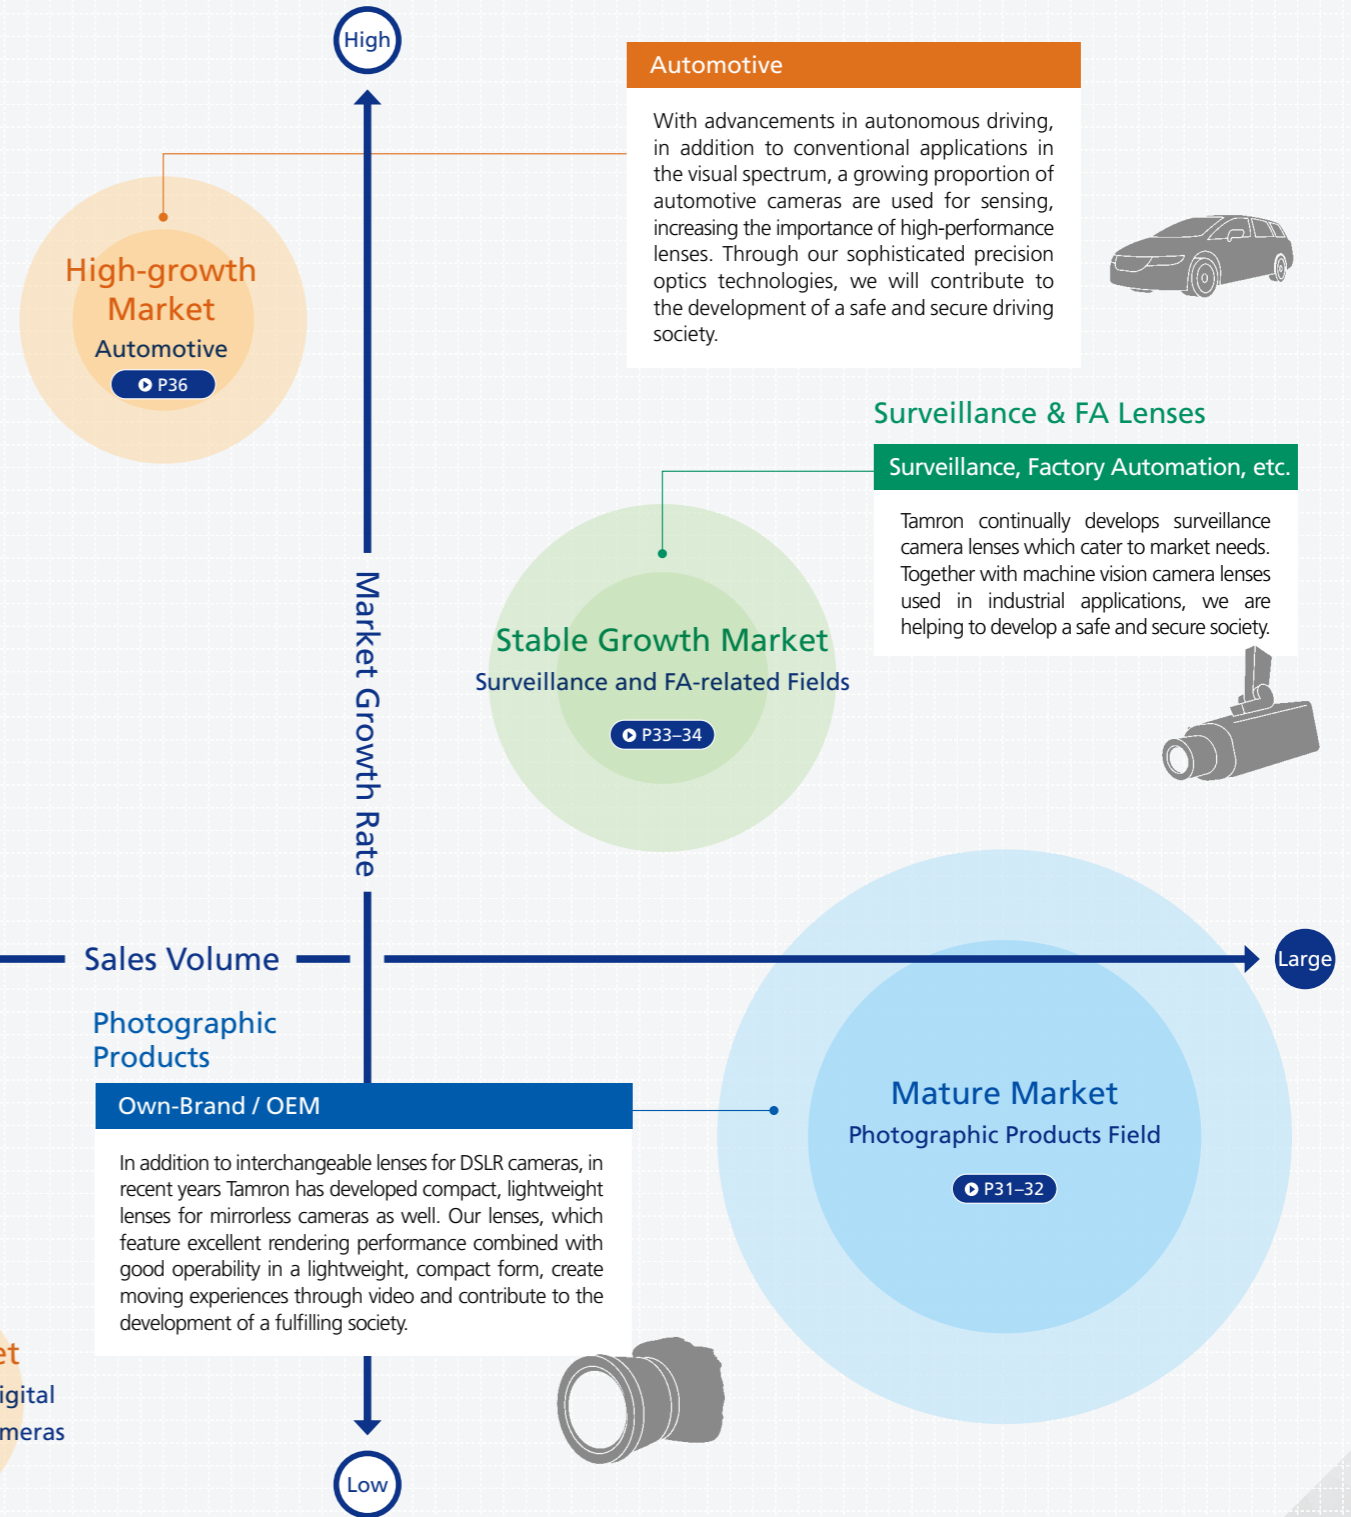 High
Automotive
With advancements in autonomous driving,
in addition to conventional applications in
the visual spectrum, a growing proportion of
automotive cameras are used for sensing,
increasing the importance of high-performance
lenses. Through our sophisticated precision
optics technologies, we will contribute to
the development of a safe and secure driving
society.
High-growth
Market
Automotive
P36
Surveillance & FA Lenses
Surveillance, Factory Automation, etc.
Tamron continually develops surveillance
camera lenses which cater to market needs.
Together with machine vision camera lenses
used in industrial applications, we are
helping to develop a safe and secure society.
Market Growth Rate
Stable Growth Market
Surveillance and FA-related Fields
P33–34
Sales Volume
Large
Photographic
Products
Own-Brand / OEM
In addition to interchangeable lenses for DSLR cameras, in
recent years Tamron has developed compact, lightweight
lenses for mirrorless cameras as well. Our lenses, which
feature excellent rendering performance combined with
good operability in a lightweight, compact form, create
moving experiences through video and contribute to the
development of a fulfilling society.
Mature Market
Photographic Products Field
P31–32
et
igital
meras
Low